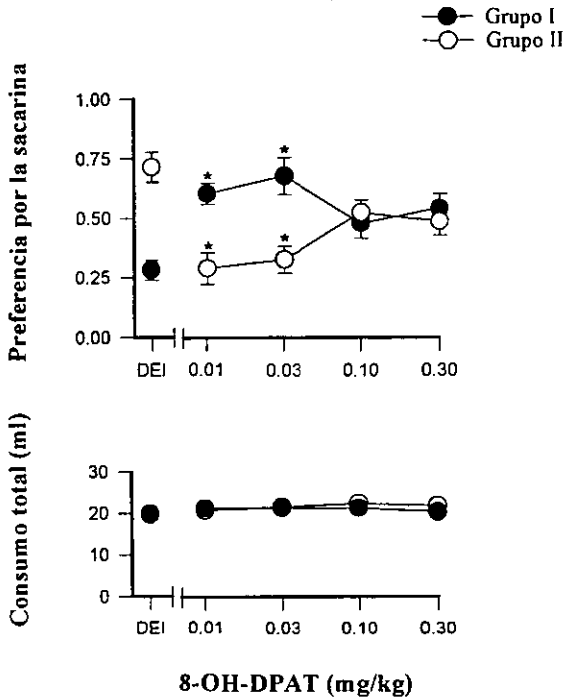 Grupo I
Grupo II
Preferencia por la sacarina
1.00
0.75
0.50
0.25
0.00
* *
* *
DEI 0.01 0.03 0.10 0.30
Consumo total (ml)
30
20
10
0
DEI 0.01 0.03 0.10 0.30
8-OH-DPAT (mg/kg)